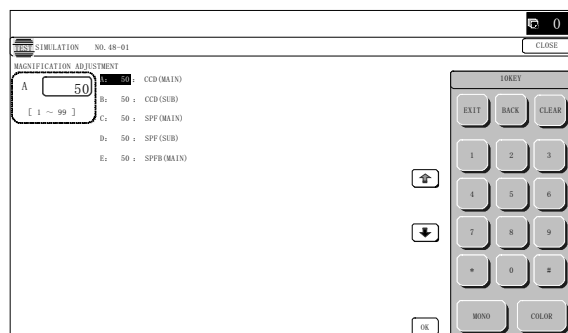 0
TEST SIMULATION NO. 48-01
CLOSE
MAGNIFICATION ADJUSTMENT
A 50
[ 1 ~ 99 ]
A: 50 : CCD(MAIN)
B: 50 : CCD(SUB)
C: 50 : SPF(MAIN)
D: 50 : SPF(SUB)
E: 50 : SPFB(MAIN)
OK
10KEY
EXIT BACK CLEAR
1 2 3
4 5 6
7 8 9
* 0 #
MONO COLOR